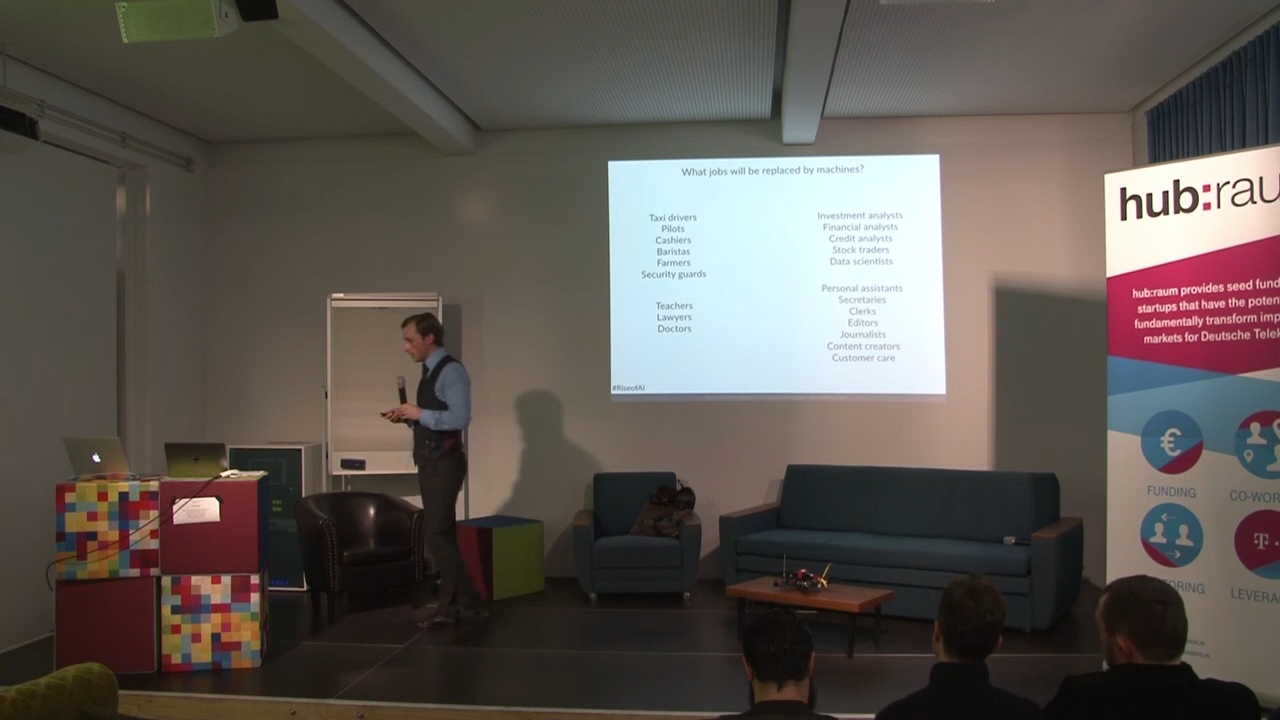 What jobs will be replaced by machines?
Taxi drivers
Pilots
Cashiers
Baristas
Farmers
Security guards
Teachers
Lawyers
Doctors
Investment analysts
Financial analysts
Credit analysts
Stock traders
Data scientists
Personal assistants
Secretaries
Clerks
Editors
Journalists
Content creators
Customer care
#RiseofAI
hub:rau
hub:raum provides seed fund
startups that have the poten
fundamentally transform imp
markets for Deutsche Telek
€
FUNDING
CO-WOR
TORING
LEVERA
T